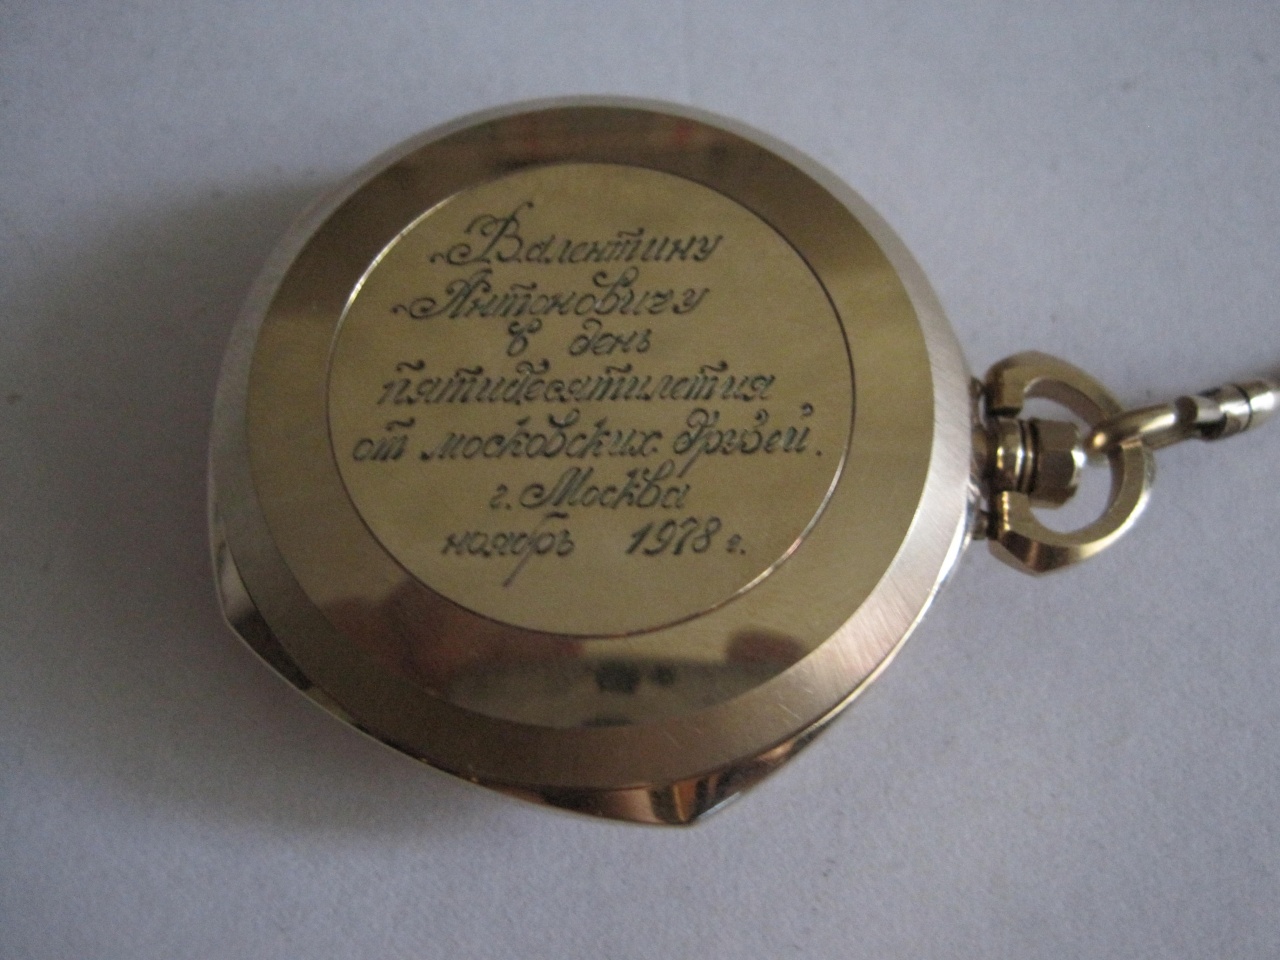 Валентину
Антоновичу
в день
пятидесятилетия
от московских друзей.
г. Москва
ноябрь 1978 г.